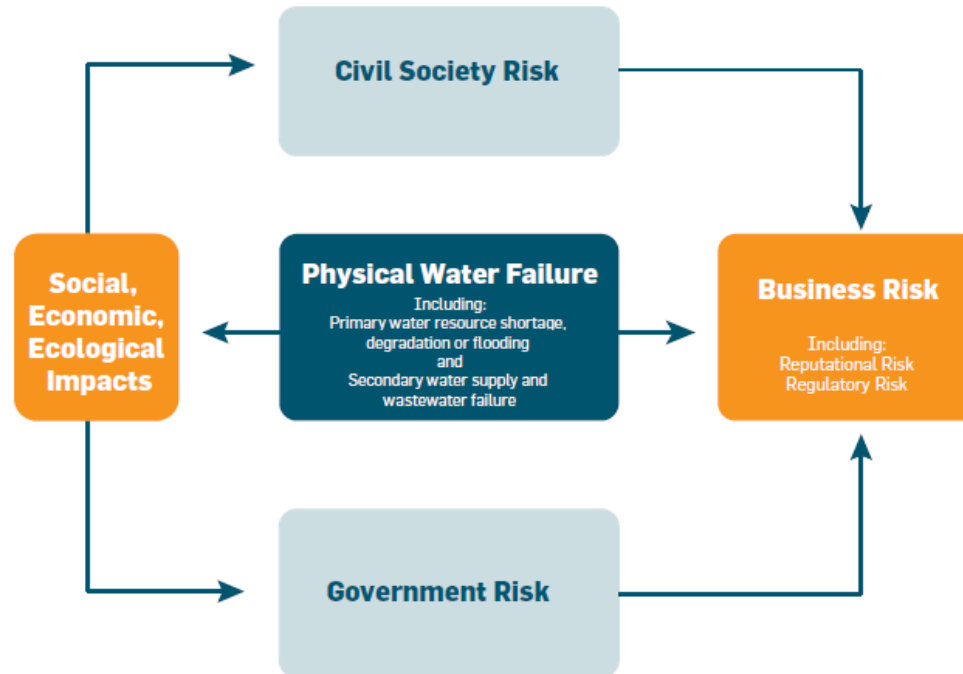 Civil Society Risk
Social,
Economic,
Ecological
Impacts
Physical Water Failure
Including:
Primary water resource shortage,
degradation or flooding
and
Secondary water supply and
wastewater failure
Business Risk
Including:
Reputational Risk
Regulatory Risk
Government Risk